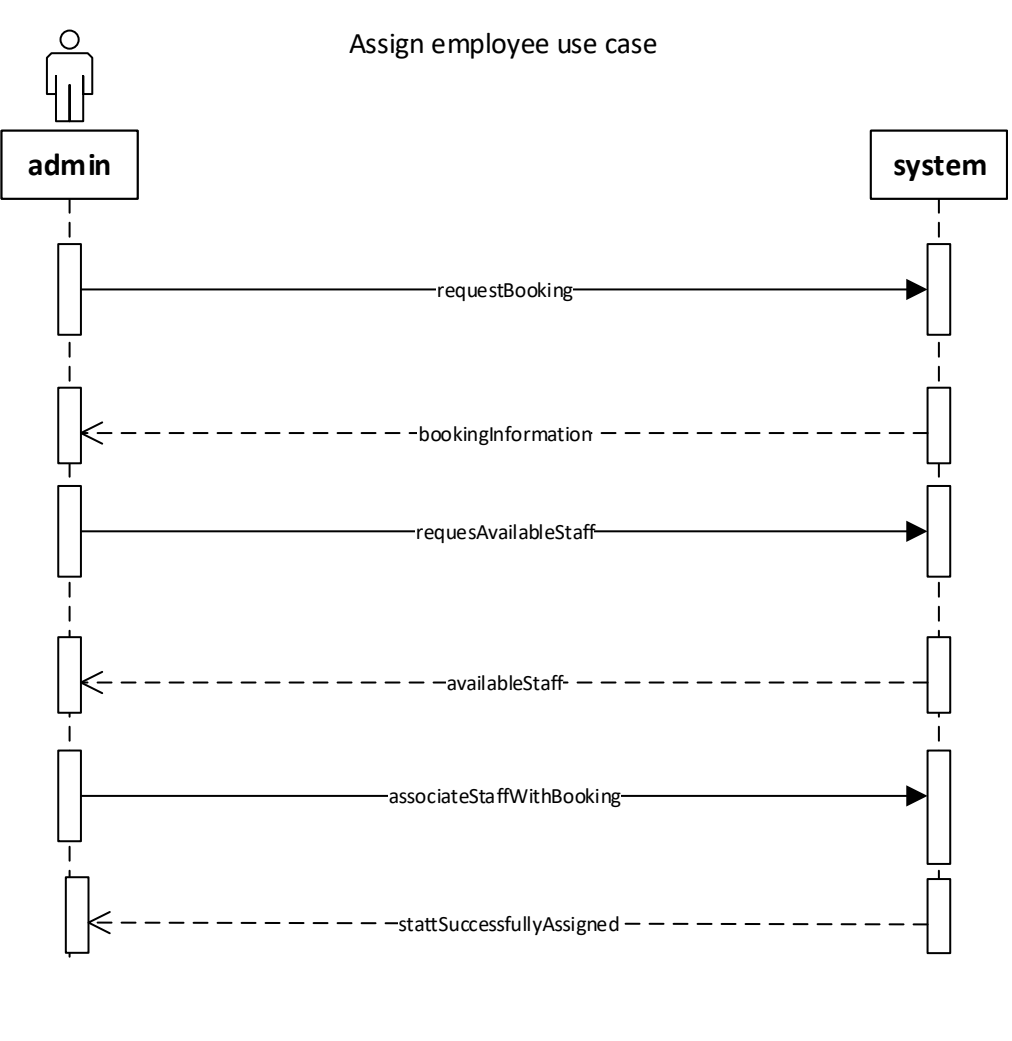 Assign employee use case
admin
system
requestBooking
bookingInformation
requesAvailableStaff
availableStaff
associateStaffWithBooking
stattSuccessfullyAssigned